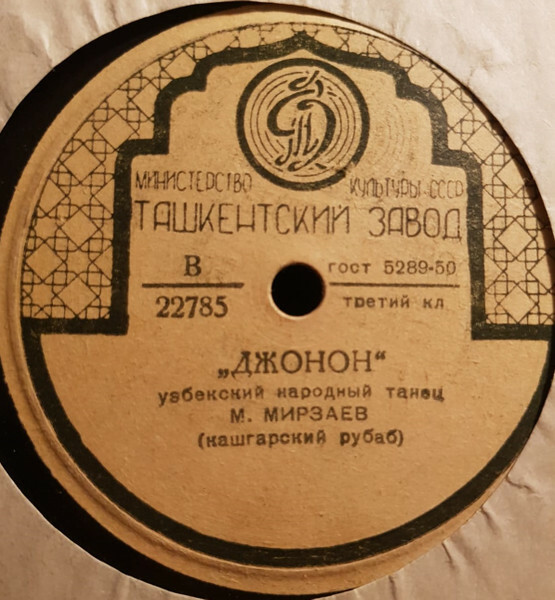 МИНИСТЕРСТВО КУЛЬТУРЫ СССР
ТАШКЕНТСКИЙ ЗАВОД
В ГОСТ 5289-50
22785 третий кл
„ДЖОНОН“
узбекский народный танец
М. МИРЗАЕВ
(кашгарский рубаб)